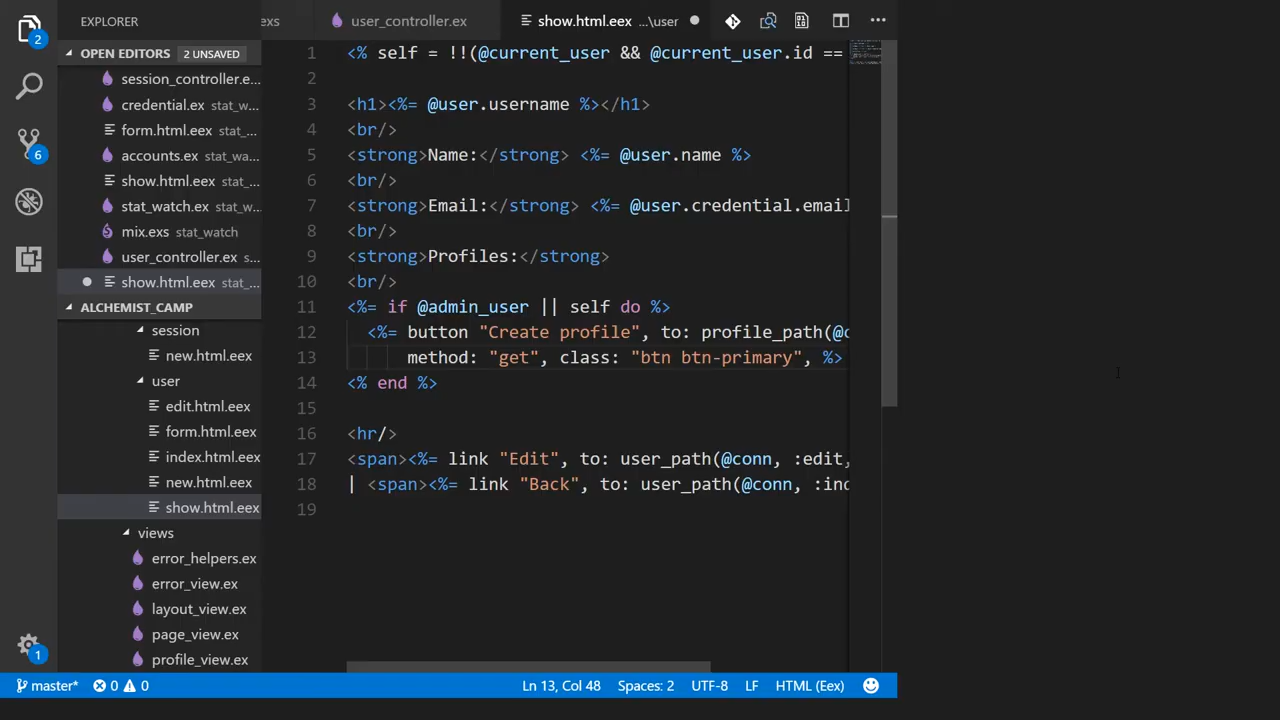 EXPLORER
exs
user_controller.ex
show.html.eex ...\user
2
OPEN EDITORS 2 UNSAVED
session_controller.e...
credential.ex stat_w...
form.html.eex stat_...
accounts.ex stat_wa...
show.html.eex stat_...
stat_watch.ex stat_w...
mix.exs stat_watch
user_controller.ex s...
show.html.eex stat_...
6
ALCHEMIST_CAMP
session
new.html.eex
user
edit.html.eex
form.html.eex
index.html.eex
new.html.eex
show.html.eex
views
error_helpers.ex
error_view.ex
layout_view.ex
page_view.ex
profile_view.ex
1
1 <% self = !!(@current_user && @current_user.id ==
2
3 <h1><%= @user.username %></h1>
4 <br/>
5 <strong>Name:</strong> <%= @user.name %>
6 <br/>
7 <strong>Email:</strong> <%= @user.credential.email
8 <br/>
9 <strong>Profiles:</strong>
10 <br/>
11 <%= if @admin_user || self do %>
12 <%= button "Create profile", to: profile_path(@c
13 method: "get", class: "btn btn-primary", %>
14 <% end %>
15
16 <hr/>
17 <span><%= link "Edit", to: user_path(@conn, :edit,
18 | <span><%= link "Back", to: user_path(@conn, :ind
19
master* 0 0 Ln 13, Col 48 Spaces: 2 UTF-8 LF HTML (Eex)